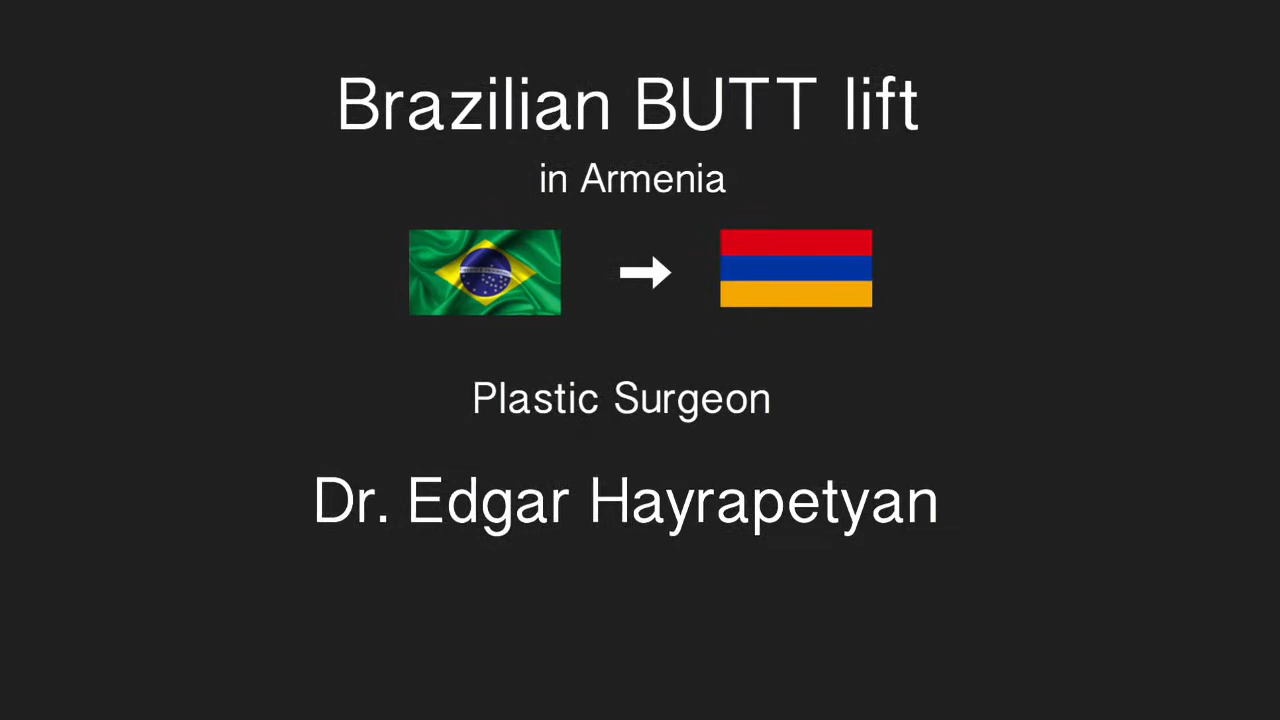 Brazilian BUTT lift
in Armenia
Plastic Surgeon
Dr. Edgar Hayrapetyan